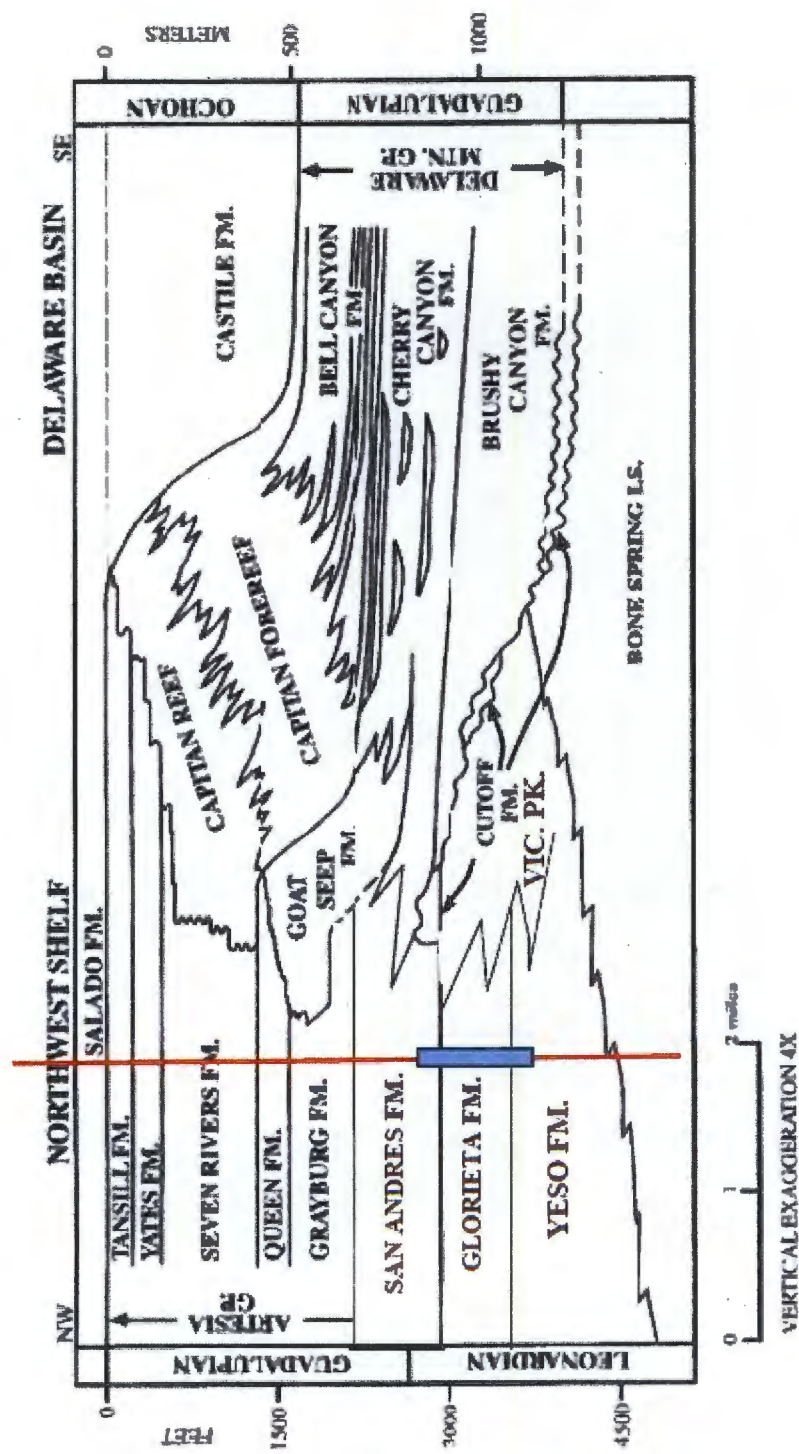 NORTHWEST SHELF
DELAWARE BASIN
NW
SE
FEET
0
1500
3000
4500
METERS
0
500
1000
GUADALUPIAN
LEONARDIAN
OCHOAN
GUADALUPIAN
ARTESIA
GP.
SALADO FM.
TANSILL FM.
YATES FM.
SEVEN RIVERS FM.
QUEEN FM.
GRAYBURG FM.
SAN ANDRES FM.
GLORIETA FM.
YESO FM.
CAPITAN REEF
CAPITAN FOREREEF
GOAT
SEEP
FM.
CUTOFF
FM.
VIC. PK.
CASTILE FM.
BELL CANYON
FM
CHERRY
CANYON
FM.
BRUSHY
CANYON
FM.
BONE SPRING LS.
DELAWARE
MTN. GP.
0
1
2
miles
VERTICAL EXAGGERATION 4X